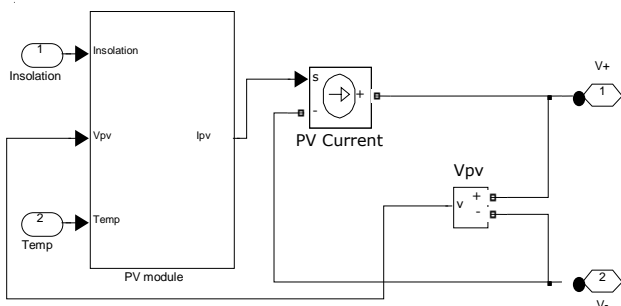 1
Insolation
Insolation
Vpv
Ipv
2
Temp
Temp
PV module
s
+
-
PV Current
Vpv
v
+
-
V+
1
2
V-